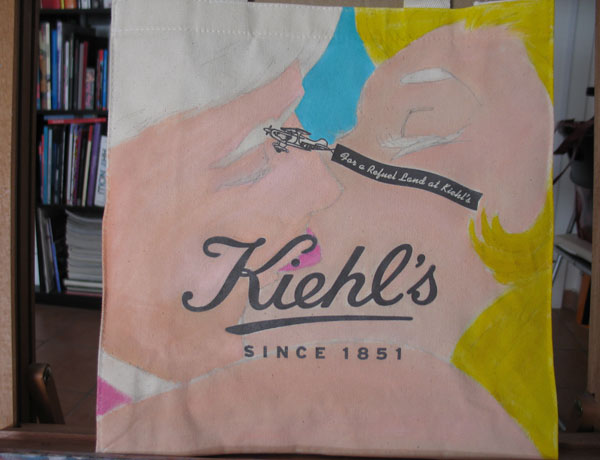 For a Refuel Land at Kiehl's
Kiehl's
SINCE 1851